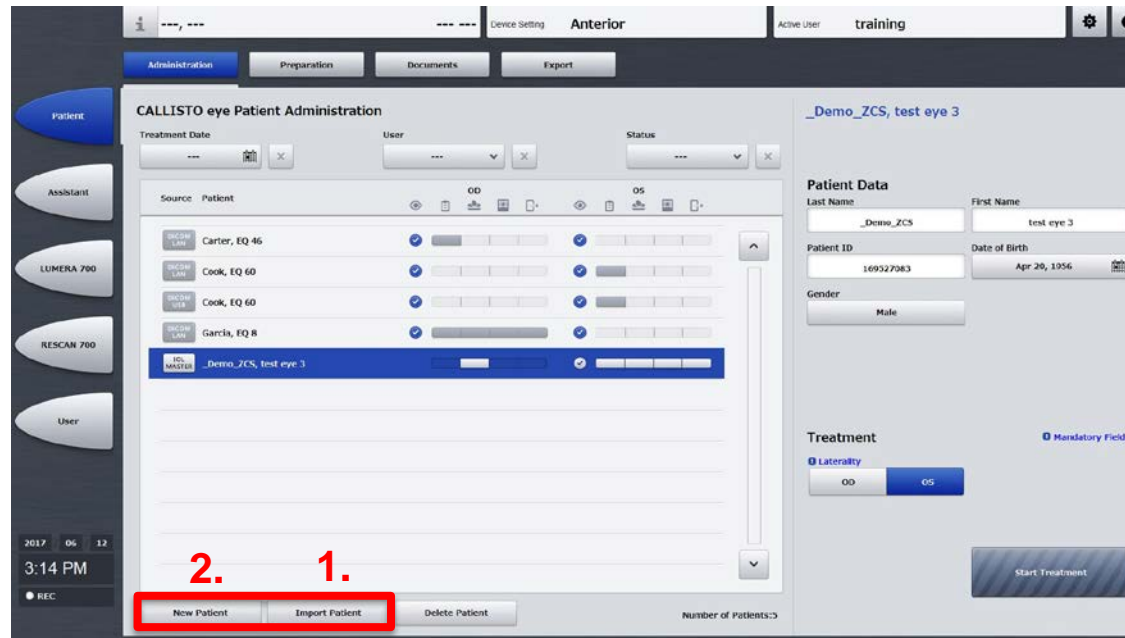 i ---, --- --- --- Device Setting Anterior Active User training
Administration Preparation Documents Export
Patient
Assistant
LUMERA 700
RESCAN 700
User
2017 06 12
3:14 PM
REC
CALLISTO eye Patient Administration
Treatment Date User Status
--- × --- × --- ×
Source Patient OD OS
DICOM LAN Carter, EQ 46
DICOM LAN Cook, EQ 60
DICOM USB Cook, EQ 60
DICOM LAN Garcia, EQ 8
IOL MASTER _Demo_ZCS, test eye 3
2. 1.
New Patient Import Patient Delete Patient Number of Patients:5
_Demo_ZCS, test eye 3
Patient Data
Last Name First Name
_Demo_ZCS test eye 3
Patient ID Date of Birth
169527083 Apr 20, 1956
Gender
Male
Treatment Mandatory Field
Laterality
OD OS
Start Treatment